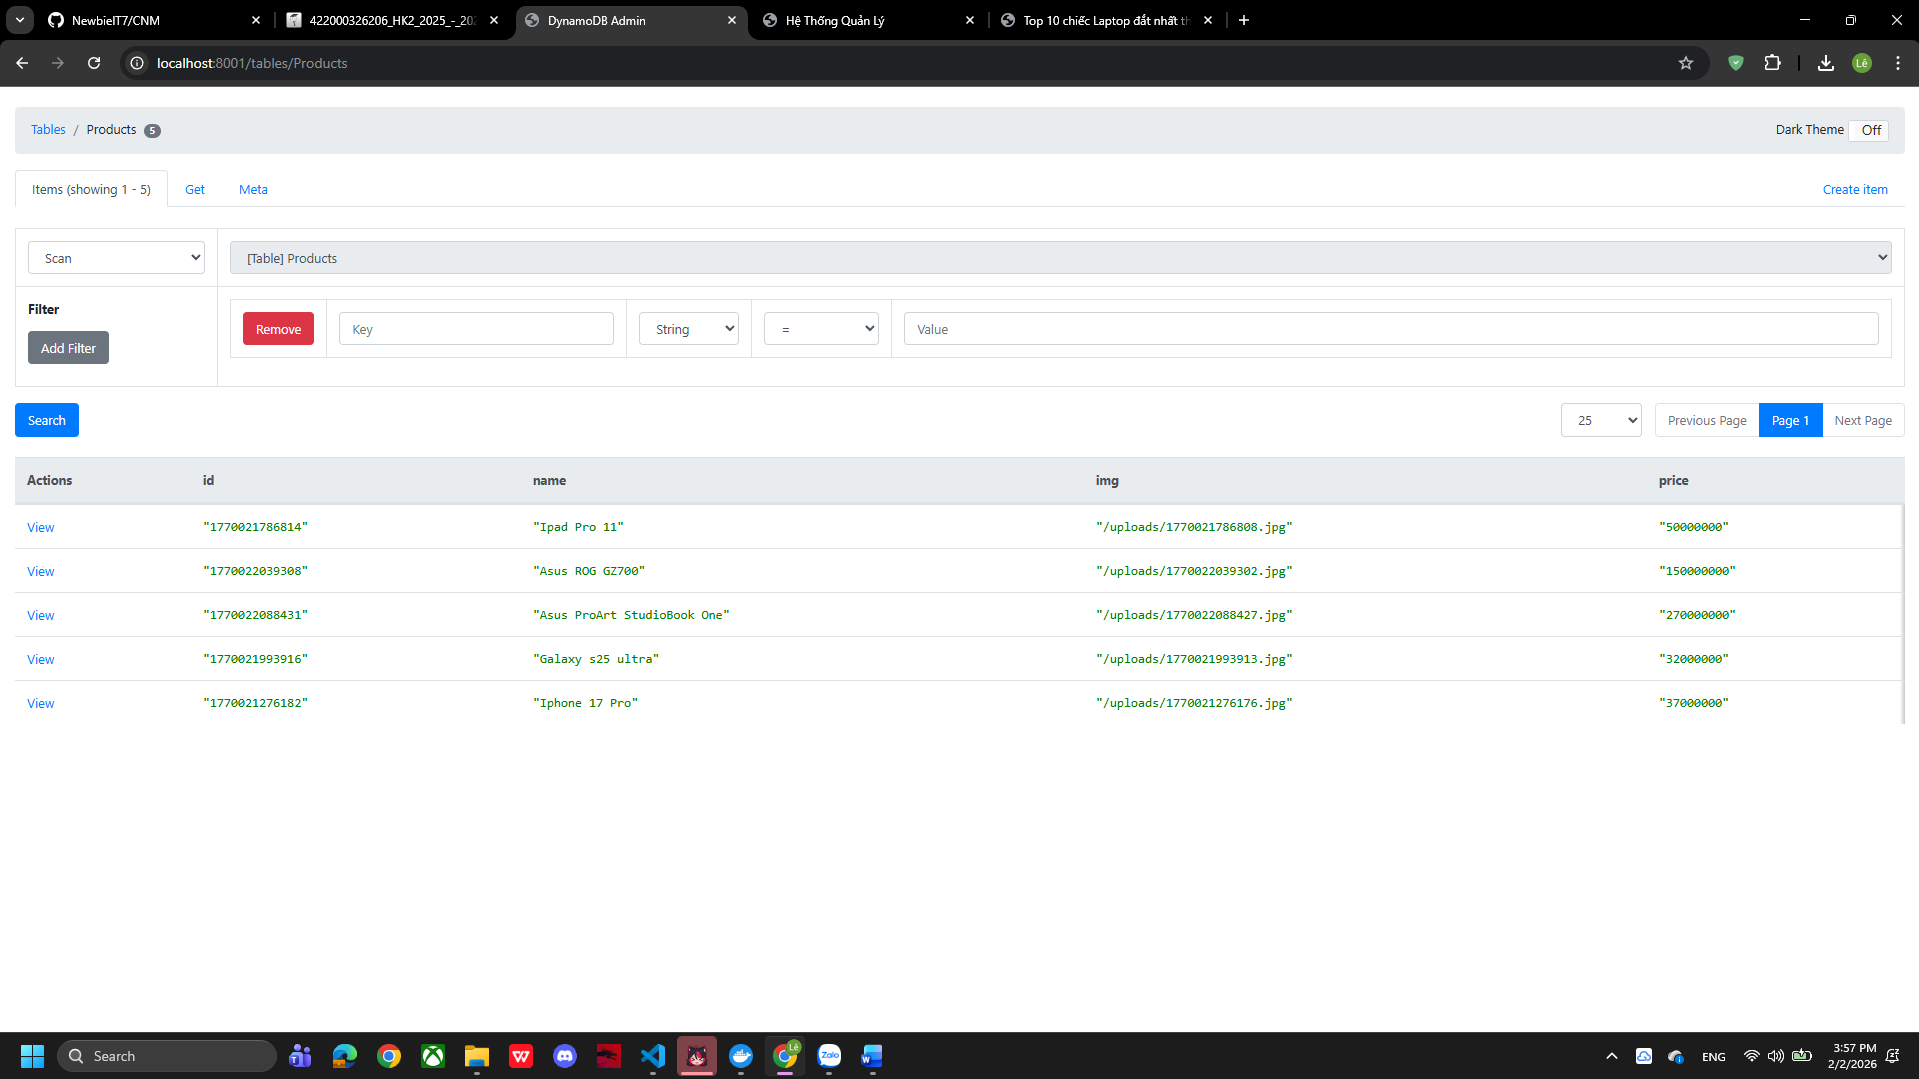 NewbieIT7/CNM
422000326206_HK2_2025_-_202
DynamoDB Admin
Hệ Thống Quản Lý
Top 10 chiếc Laptop đắt nhất th
localhost:8001/tables/Products
Lê
Tables / Products 5
Dark Theme Off
Items (showing 1 - 5) Get Meta Create item
Scan [Table] Products
Filter
Add Filter
Remove Key String = Value
Search 25 Previous Page Page 1 Next Page
Actions id name img price
View "1770021786814" "Ipad Pro 11" "/uploads/1770021786808.jpg" "50000000"
View "1770022039308" "Asus ROG GZ700" "/uploads/1770022039302.jpg" "150000000"
View "1770022088431" "Asus ProArt StudioBook One" "/uploads/1770022088427.jpg" "270000000"
View "1770021993916" "Galaxy s25 ultra" "/uploads/1770021993913.jpg" "32000000"
View "1770021276182" "Iphone 17 Pro" "/uploads/1770021276176.jpg" "37000000"
Search
Lê
Zalo
ENG
3:57 PM
2/2/2026